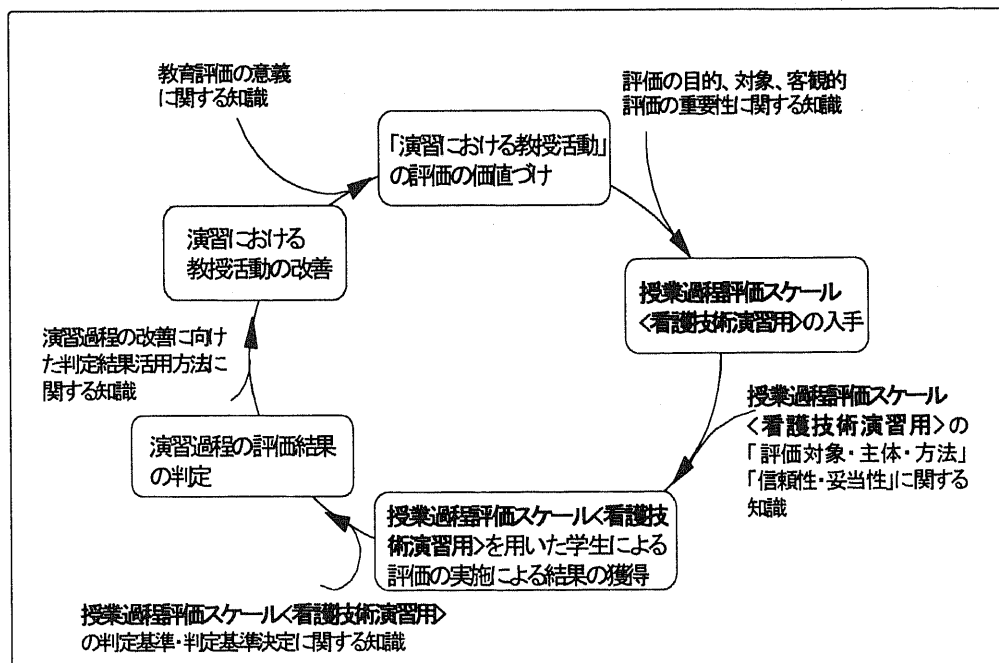 教育評価の意義
に関する知識
評価の目的、対象、客観的
評価の重要性に関する知識
「演習における教授活動」
の評価の価値づけ
演習における
教授活動の改善
授業過程評価スケール
<看護技術演習用>の入手
演習過程の改善に向け
た判定結果活用方法に
関する知識
授業過程評価スケール
<看護技術演習用>の
「評価対象・主体・方法」
「信頼性・妥当性」に関する
知識
演習過程の評価結果
の判定
授業過程評価スケール<看護技
術演習用>を用いた学生による
評価の実施による結果の獲得
授業過程評価スケール<看護技術演習用>
の判定基準・判定基準決定に関する知識